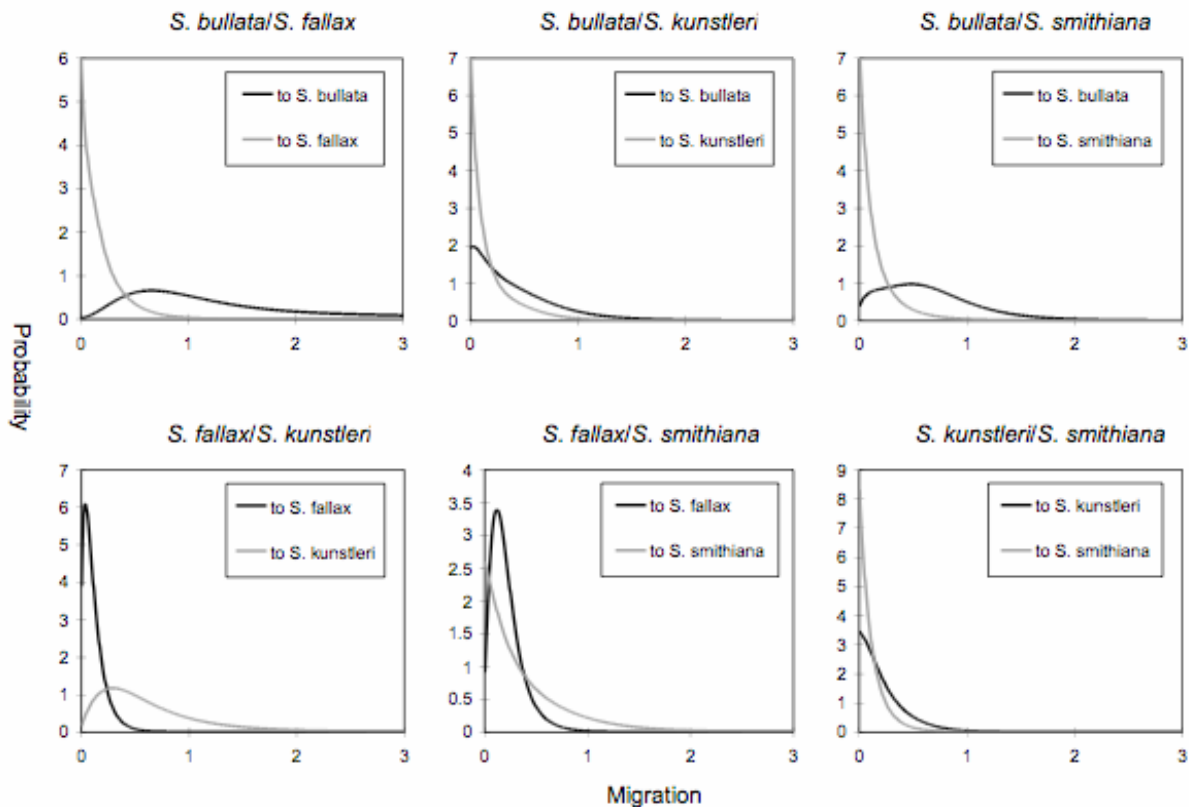 S. bullata/S. fallax
S. bullata/S. kunstleri
S. bullata/S. smithiana
6
5
4
3
2
1
0
to S. bullata
to S. fallax
0 1 2 3
7
6
5
4
3
2
1
0
to S. bullata
to S. kunstleri
0 1 2 3
7
6
5
4
3
2
1
0
to S. bullata
to S. smithiana
0 1 2 3
Probability
S. fallax/S. kunstleri
S. fallax/S. smithiana
S. kunstlerii/S. smithiana
7
6
5
4
3
2
1
0
to S. fallax
to S. kunstleri
0 1 2 3
4
3.5
3
2.5
2
1.5
1
0.5
0
to S. fallax
to S. smithiana
0 1 2 3
9
8
7
6
5
4
3
2
1
0
to S. kunstleri
to S. smithiana
0 1 2 3
Migration